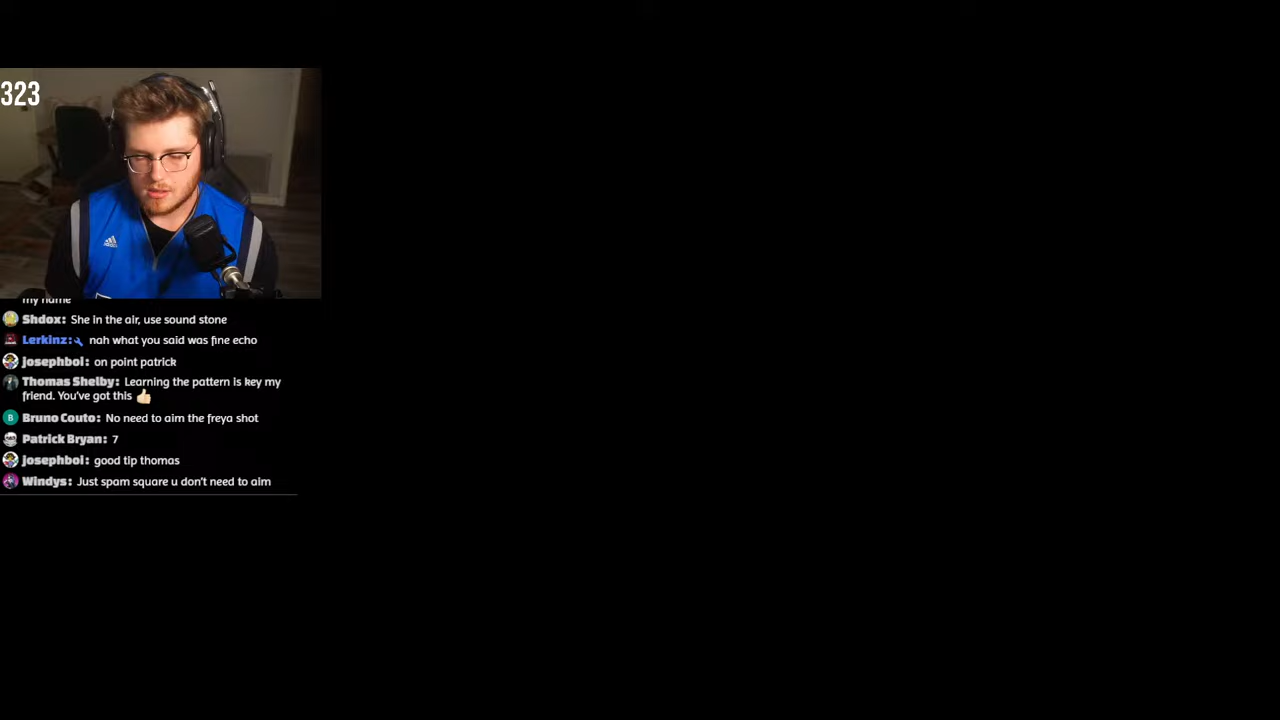 323
my name
Shdox: She in the air, use sound stone
Lerkinz: nah what you said was fine echo
josephboi: on point patrick
Thomas Shelby: Learning the pattern is key my
friend. You've got this 👍🏻
B Bruno Couto: No need to aim the freya shot
Patrick Bryan: 7
josephboi: good tip thomas
Windys: Just spam square u don't need to aim